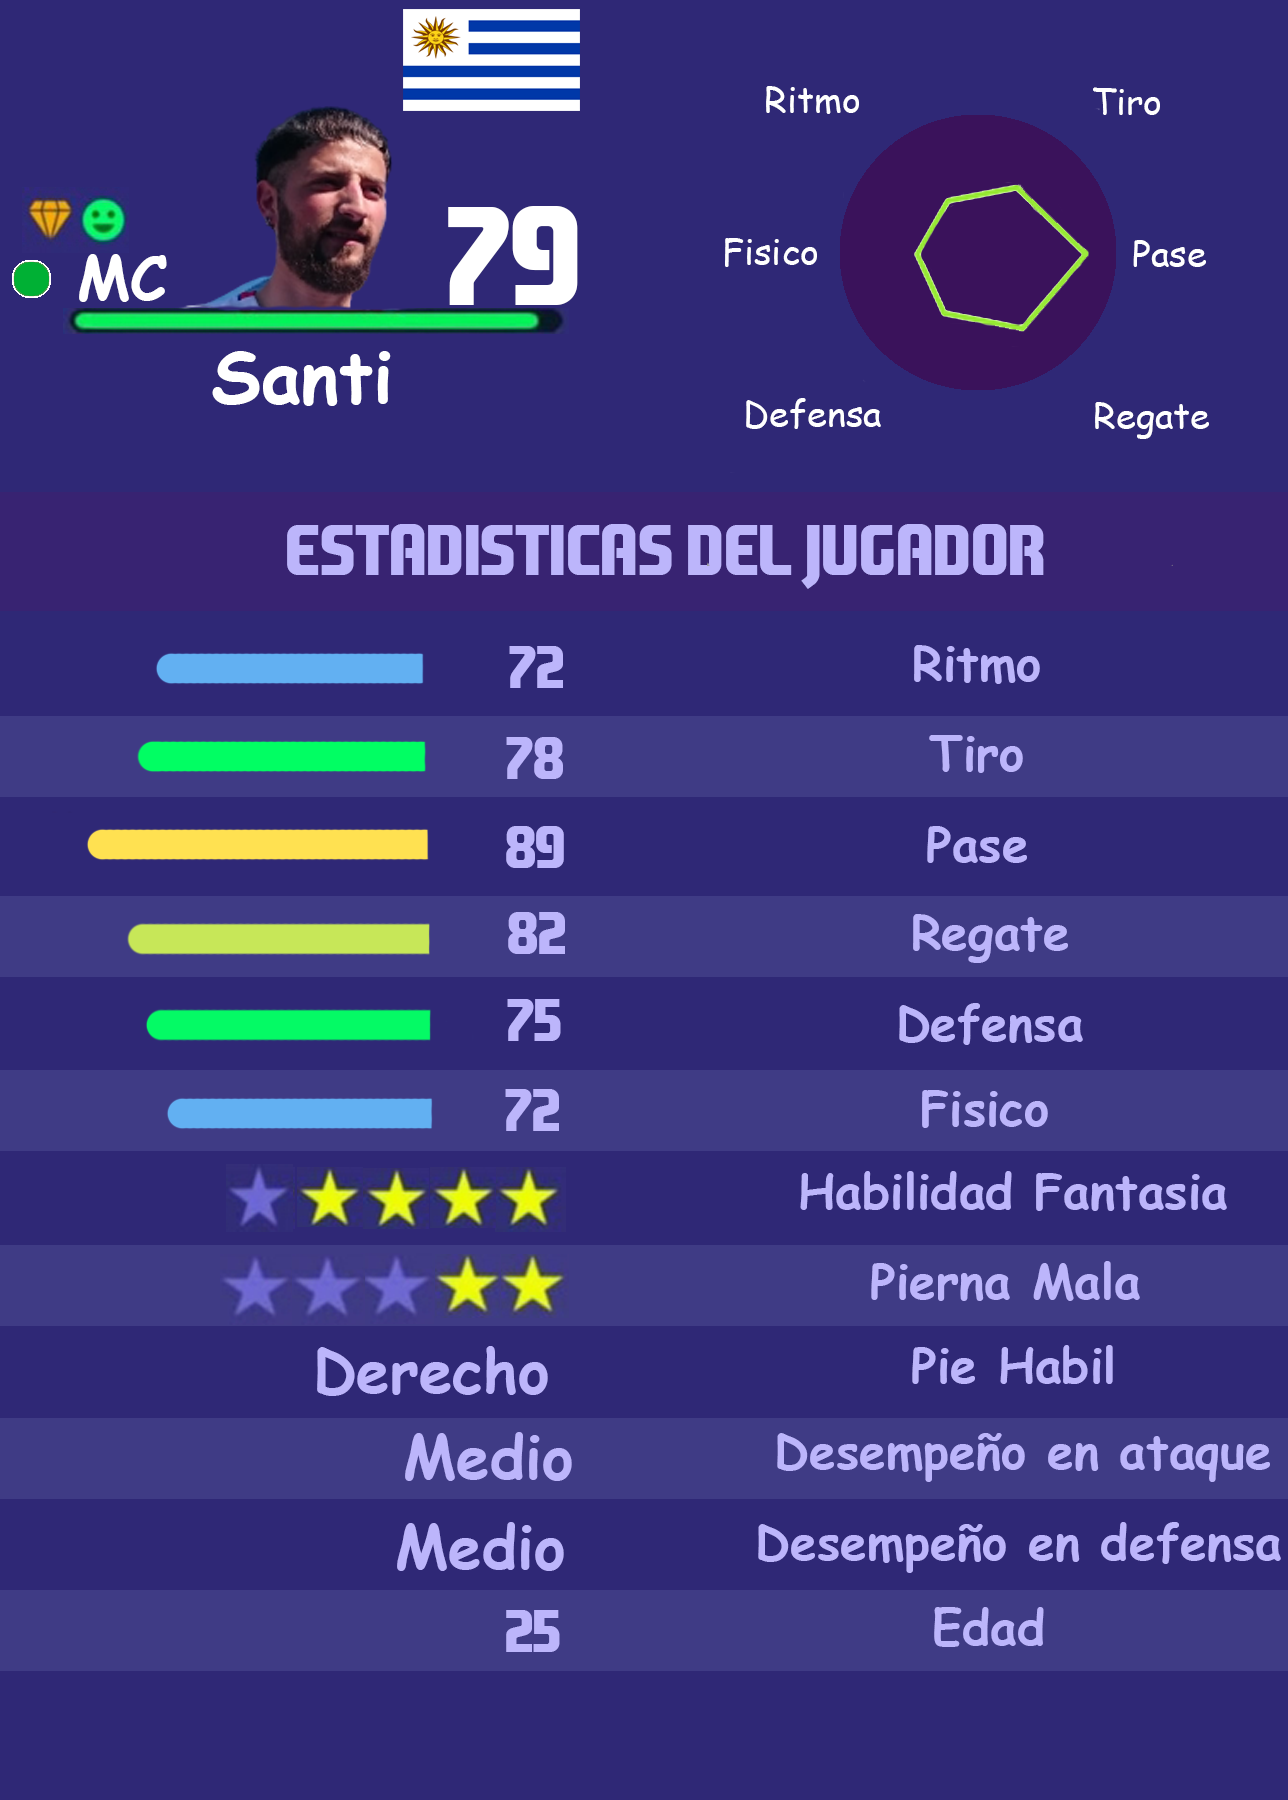 Ritmo
Tiro
MC
79
Fisico
Pase
Santi
Defensa
Regate
ESTADISTICAS DEL JUGADOR
72 Ritmo
78 Tiro
89 Pase
82 Regate
75 Defensa
72 Fisico
Habilidad Fantasia
Pierna Mala
Derecho Pie Habil
Medio Desempeño en ataque
Medio Desempeño en defensa
25 Edad